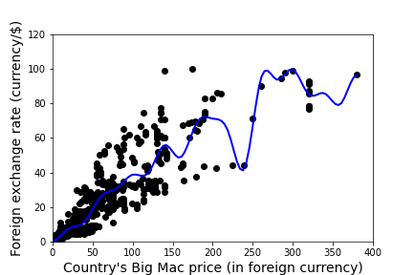 120
100
80
60
40
20
0
0 50 100 150 200 250 300 350 400
Foreign exchange rate (currency/$)
Country's Big Mac price (in foreign currency)